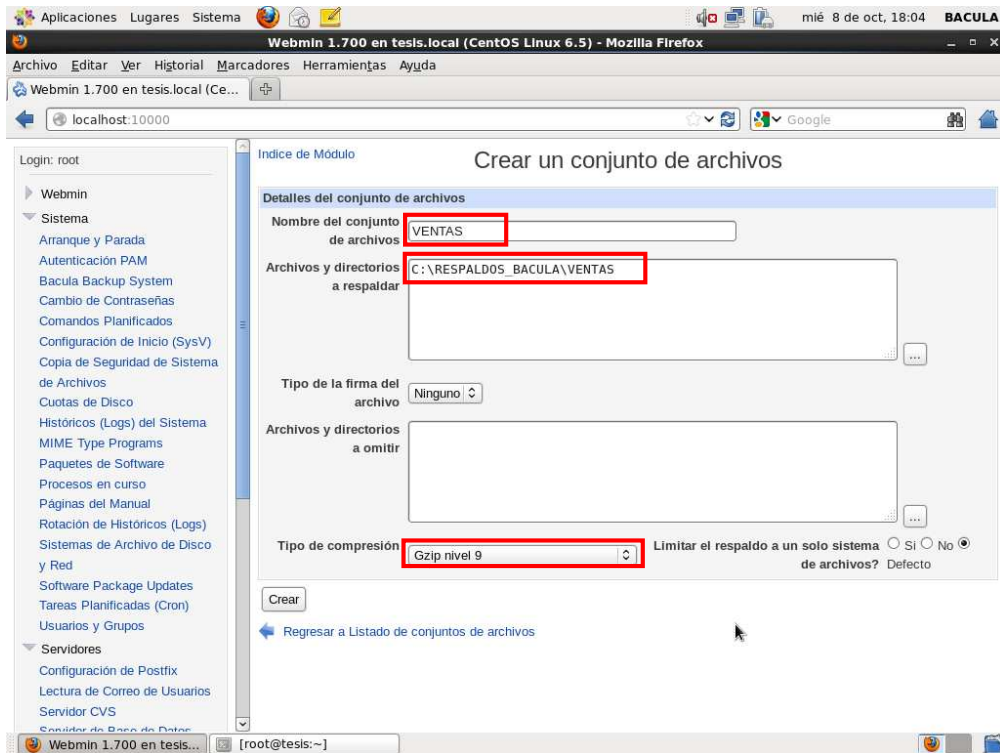 Aplicaciones Lugares Sistema mié 8 de oct, 18:04 BACULA
Webmin 1.700 en tesis.local (CentOS Linux 6.5) - Mozilla Firefox
Archivo Editar Ver Historial Marcadores Herramientas Ayuda
Webmin 1.700 en tesis.local (Ce...
localhost:10000 Google
Login: root
Webmin
Sistema
Arranque y Parada
Autenticación PAM
Bacula Backup System
Cambio de Contraseñas
Comandos Planificados
Configuración de Inicio (SysV)
Copia de Seguridad de Sistema
de Archivos
Cuotas de Disco
Históricos (Logs) del Sistema
MIME Type Programs
Paquetes de Software
Procesos en curso
Páginas del Manual
Rotación de Históricos (Logs)
Sistemas de Archivo de Disco
y Red
Software Package Updates
Tareas Planificadas (Cron)
Usuarios y Grupos
Servidores
Configuración de Postfix
Lectura de Correo de Usuarios
Servidor CVS
Servidor de Base de Datos
Indice de Módulo
Crear un conjunto de archivos
Detalles del conjunto de archivos
Nombre del conjunto
de archivos
VENTAS
Archivos y directorios
a respaldar
C:\RESPALDOS_BACULA\VENTAS
...
Tipo de la firma del
archivo
Ninguno
Archivos y directorios
a omitir
...
Tipo de compresión
Gzip nivel 9
Limitar el respaldo a un solo sistema
de archivos?
Si No
Defecto
Crear
Regresar a Listado de conjuntos de archivos
Webmin 1.700 en tesis... [root@tesis:~]